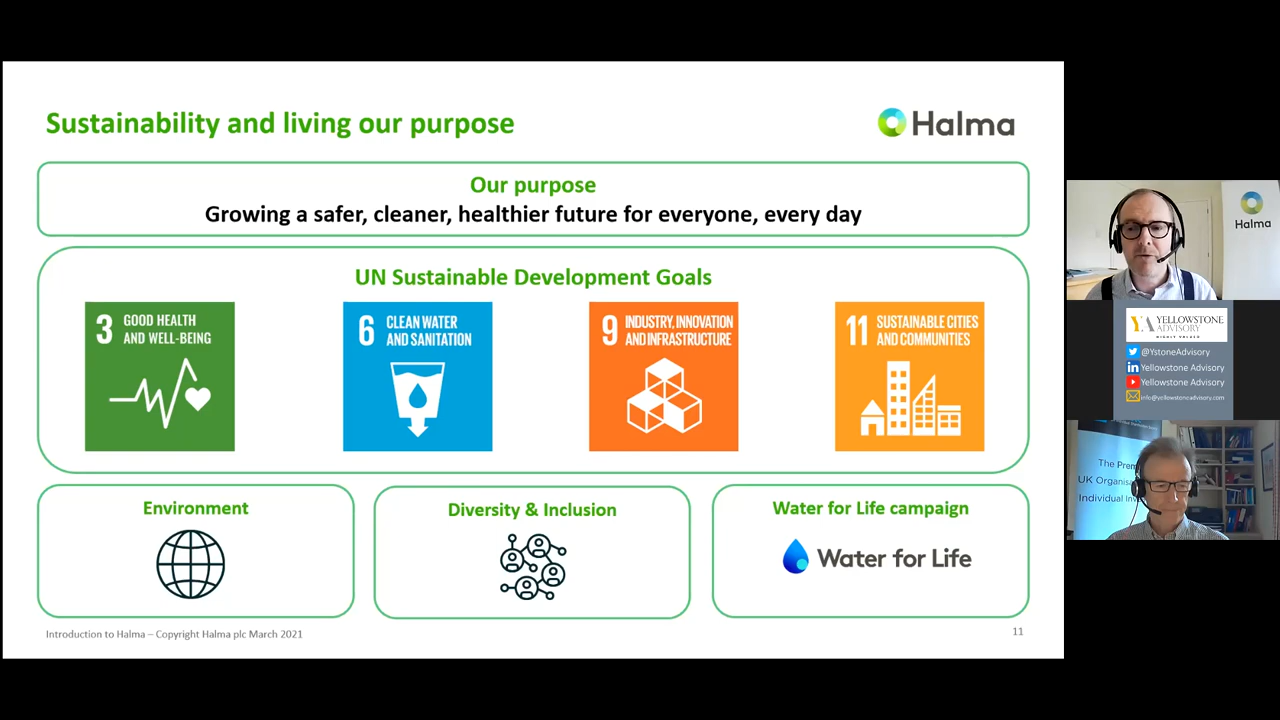 Sustainability and living our purpose
Halma
Our purpose
Growing a safer, cleaner, healthier future for everyone, every day
UN Sustainable Development Goals
3 GOOD HEALTH
AND WELL-BEING
6 CLEAN WATER
AND SANITATION
9 INDUSTRY, INNOVATION
AND INFRASTRUCTURE
11 SUSTAINABLE CITIES
AND COMMUNITIES
Environment
Diversity & Inclusion
Water for Life campaign
Water for Life
Introduction to Halma – Copyright Halma plc March 2021
11
Halma
YA YELLOWSTONE
ADVISORY
@YstoneAdvisory
in Yellowstone Advisory
Yellowstone Advisory
info@yellowstoneadvisory.com
The
UK
Individual